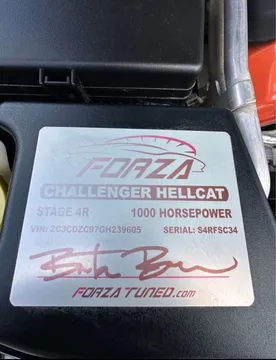 FORZA
CHALLENGER HELLCAT
STAGE 4R 1000 HORSEPOWER
VIN: 2C3CDZC97GH239605 SERIAL: S4RFSC34
FORZATUNED.com